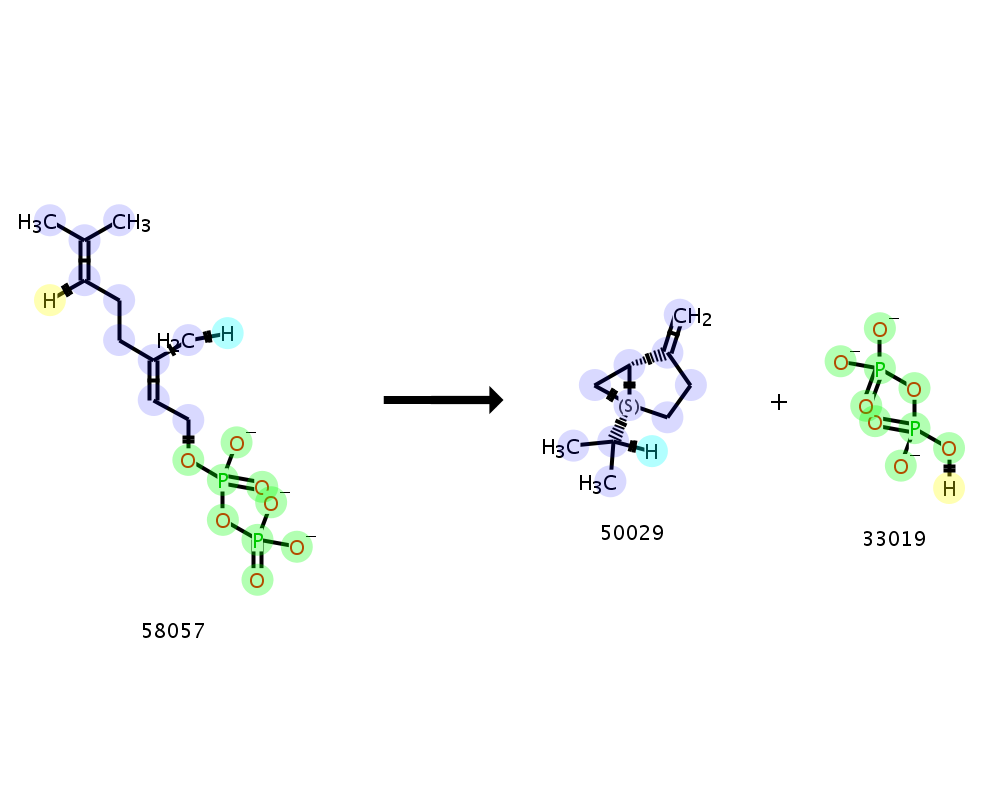 H₃C CH₃
H
H₂C H
O O⁻
P O
O⁻
O P O⁻
O
58057
CH₂
(S)
H₃C H
H₃C
50029
+
O⁻
O⁻ P O
O
O P O
O⁻ H
33019